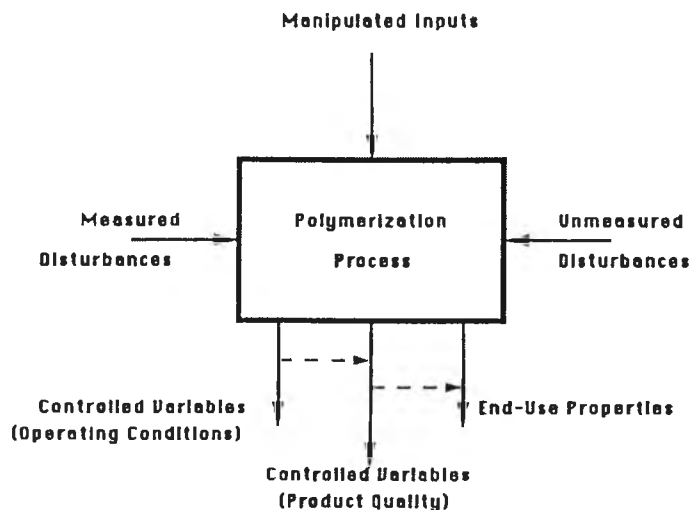 Manipulated Inputs
Measured
Disturbances
Polymerization
Process
Unmeasured
Disturbances
Controlled Variables
(Operating Conditions)
End-Use Properties
Controlled Variables
(Product Quality)